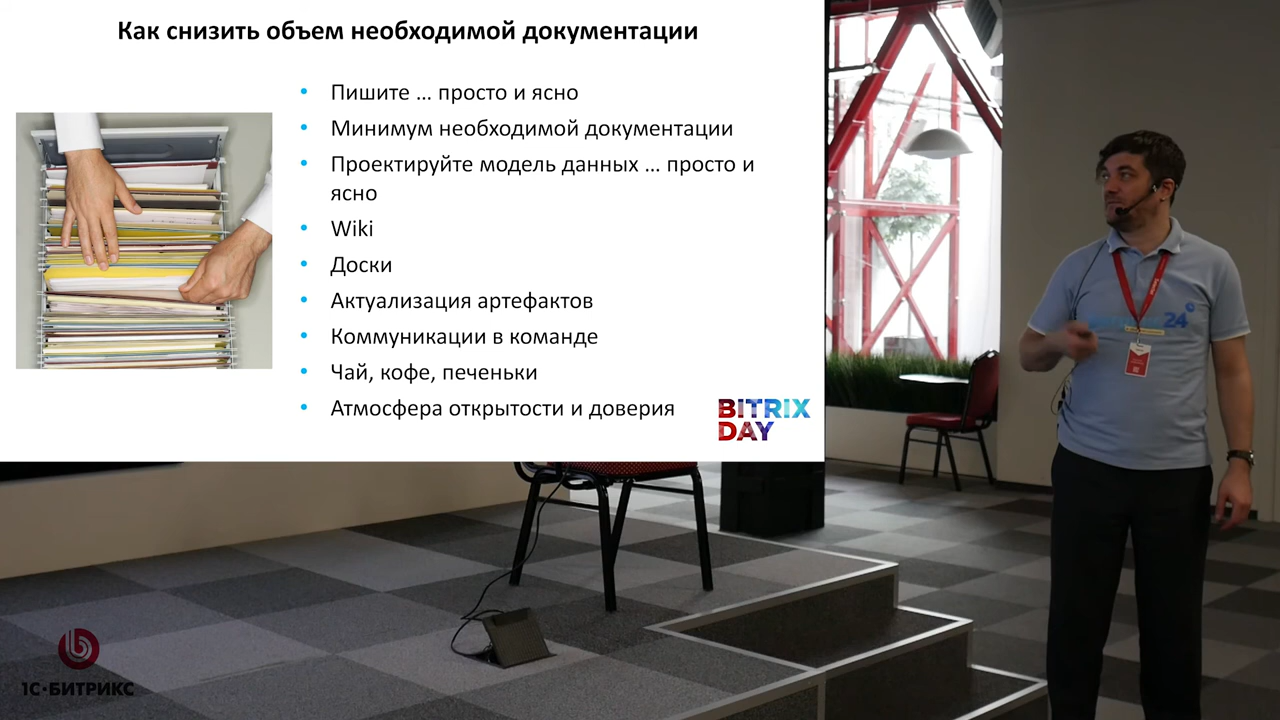 Как снизить объем необходимой документации
• Пишите ... просто и ясно
• Минимум необходимой документации
• Проектируйте модель данных ... просто и
ясно
• Wiki
• Доски
• Актуализация артефактов
• Коммуникации в команде
• Чай, кофе, печеньки
• Атмосфера открытости и доверия
BITRIX
DAY
24
1С·БИТРИКС